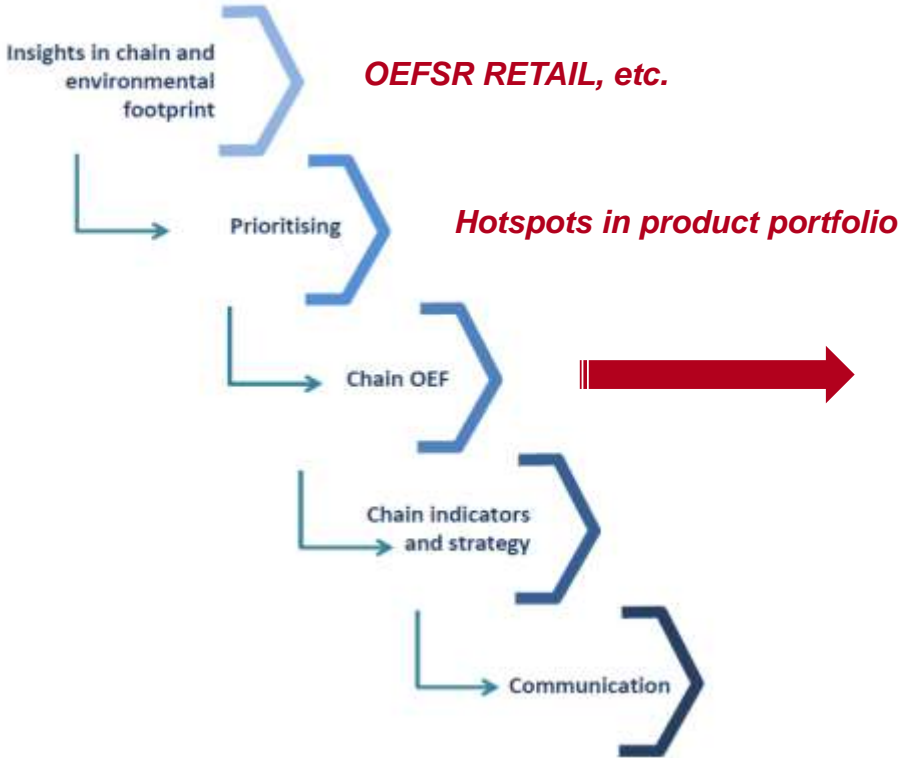 Insights in chain and
environmental
footprint
OEFSR RETAIL, etc.
Prioritising
Hotspots in product portfolio
Chain OEF
Chain indicators
and strategy
Communication